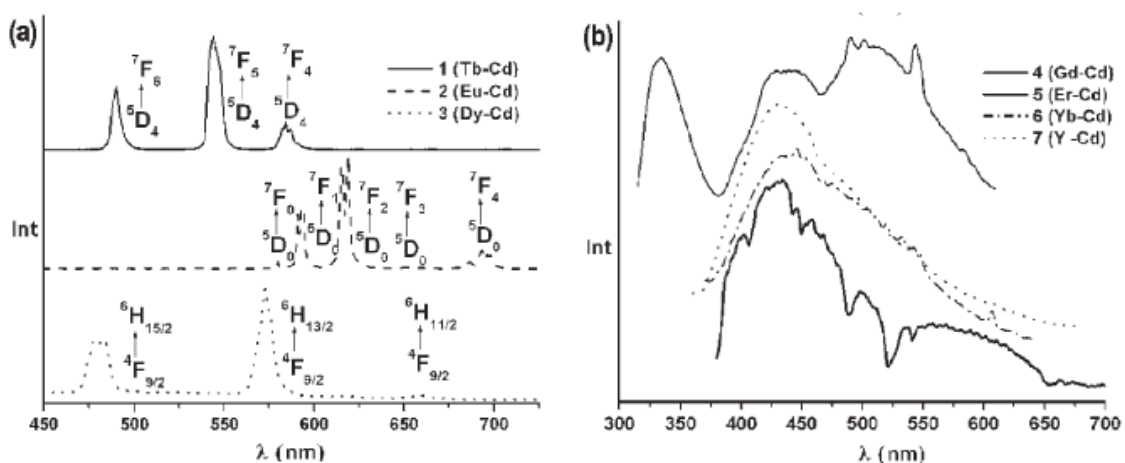 (a)
⁷F₆
⁵D₄
⁷F₅
⁵D₄
⁷F₄
⁵D₄
1 (Tb-Cd)
2 (Eu-Cd)
3 (Dy-Cd)
Int
⁷F₀
⁵D₀
⁷F₁
⁵D₀
⁷F₂
⁵D₀
⁷F₃
⁵D₀
⁷F₄
⁵D₀
⁶H₁₅/₂
⁴F₉/₂
⁶H₁₃/₂
⁴F₉/₂
⁶H₁₁/₂
⁴F₉/₂
450 500 550 600 650 700
λ (nm)
(b)
4 (Gd-Cd)
5 (Er-Cd)
6 (Yb-Cd)
7 (Y -Cd)
Int
300 350 400 450 500 550 600 650 700
λ (nm)